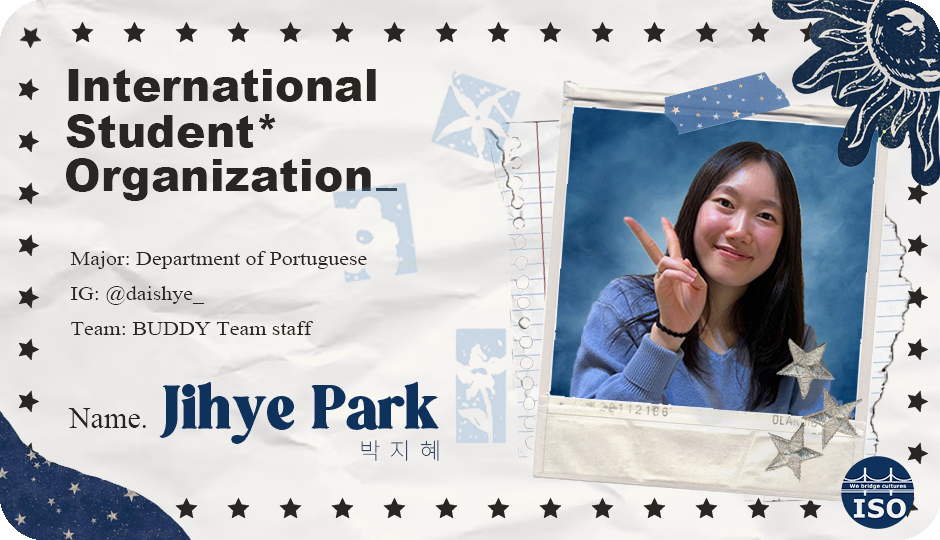 International
Student*
Organization_
Major: Department of Portuguese
IG: @daishye_
Team: BUDDY Team staff
Name. Jihye Park
박지혜
We bridge cultures
ISO